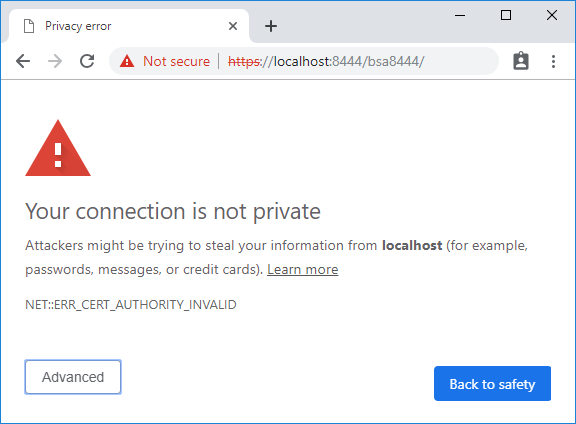 Privacy error
Not secure | https://localhost:8444/bsa8444/
Your connection is not private
Attackers might be trying to steal your information from localhost (for example,
passwords, messages, or credit cards). Learn more
NET::ERR_CERT_AUTHORITY_INVALID
Advanced
Back to safety